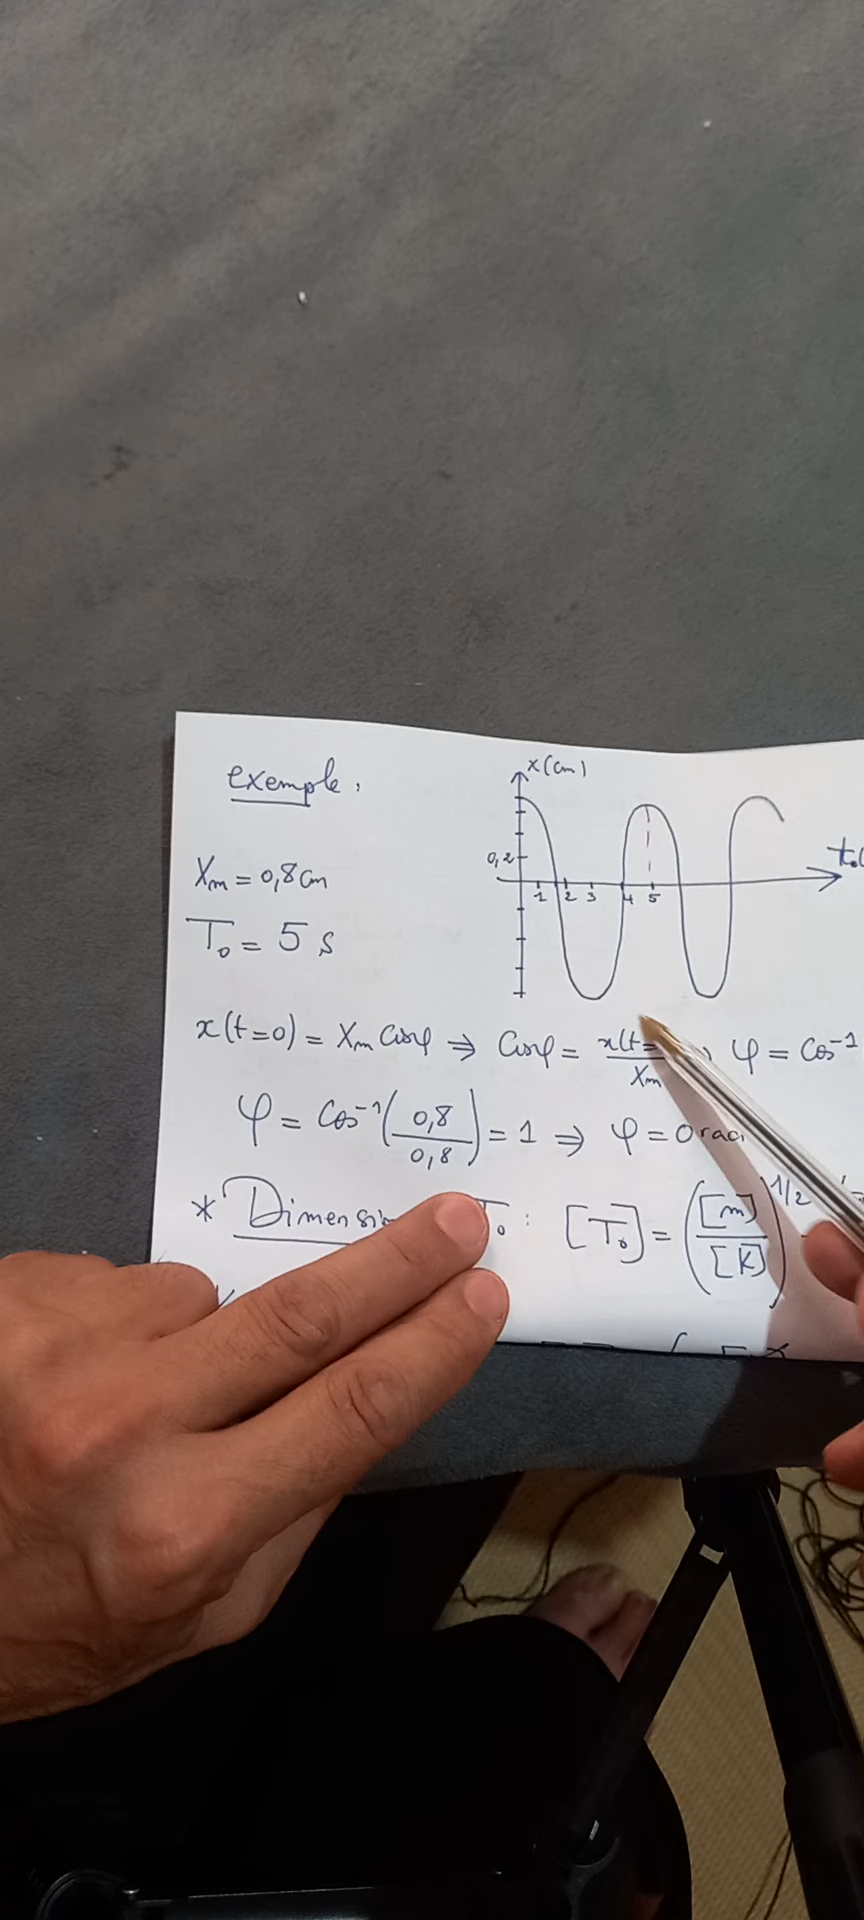 exemple :
x(cm)
Xm = 0,8 cm
0,2
1 2 3 4 5
T₀ = 5 s
x(t=0) = Xm Cosφ ⇒ Cosφ = x(t= / Xm φ = Cos⁻¹
φ = Cos⁻¹(0,8/0,8) = 1 ⇒ φ = 0 rad
* Dimension T₀ : [T₀] = ([m]/[K])^1/2